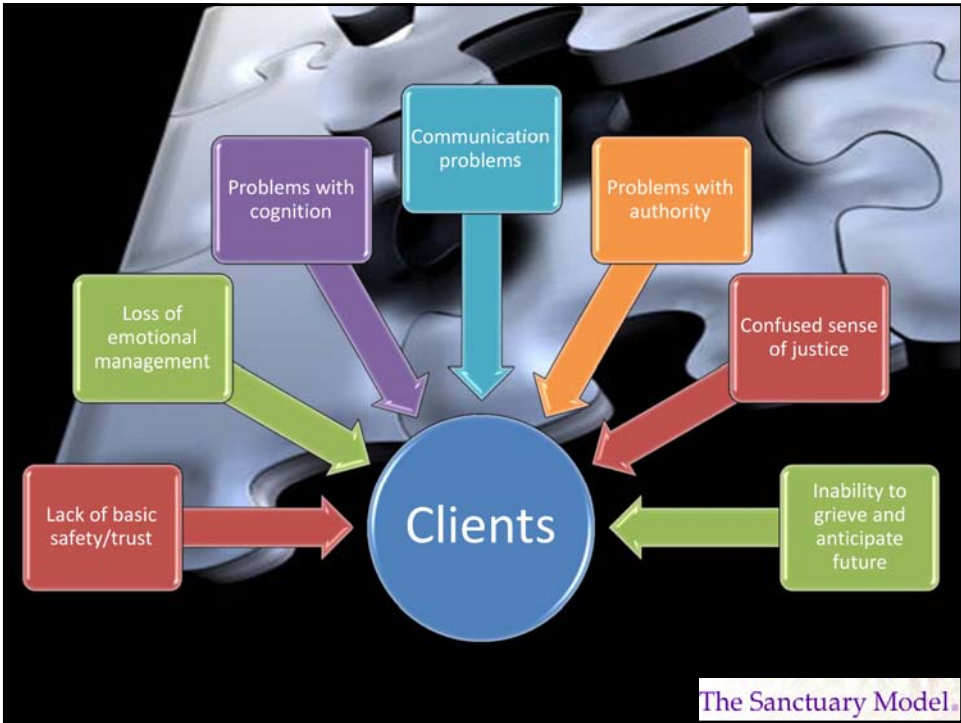 Communication
problems
Problems with
cognition
Problems with
authority
Loss of
emotional
management
Confused sense
of justice
Lack of basic
safety/trust
Clients
Inability to
grieve and
anticipate
future
The Sanctuary Model.